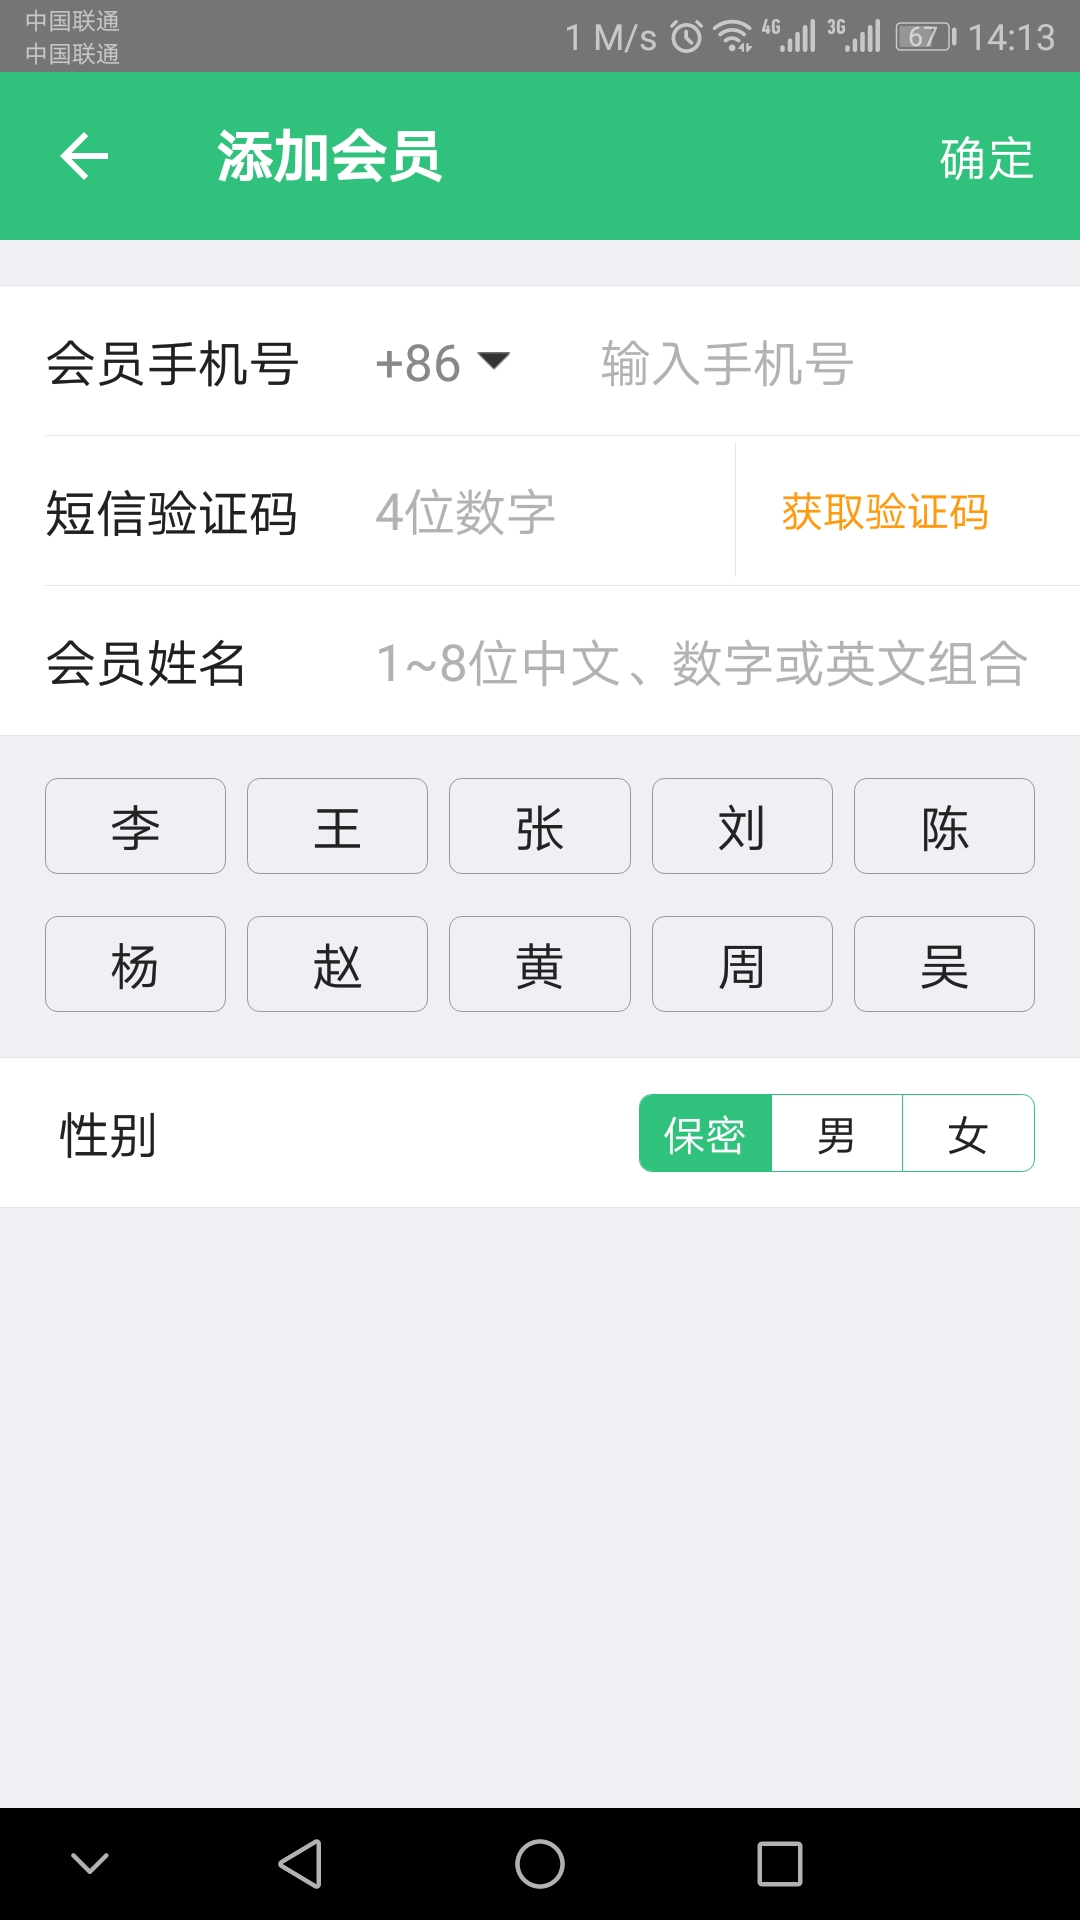 中国联通
中国联通
1 M/s 4G 3G 67 14:13
添加会员 确定
会员手机号 +86 输入手机号
短信验证码 4位数字 获取验证码
会员姓名 1~8位中文、数字或英文组合
李 王 张 刘 陈
杨 赵 黄 周 吴
性别 保密 男 女